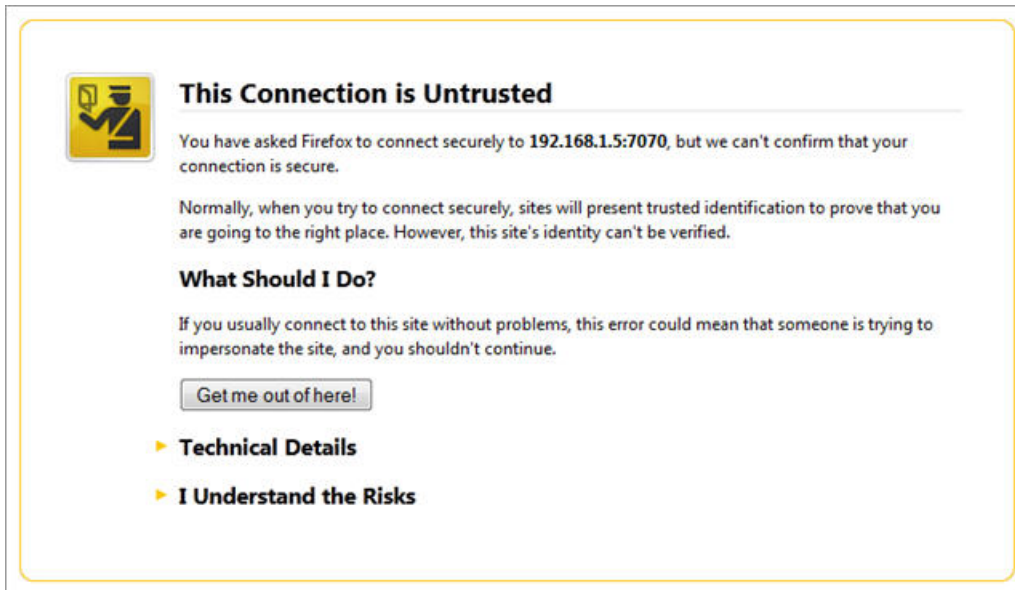 This Connection is Untrusted
You have asked Firefox to connect securely to 192.168.1.5:7070, but we can't confirm that your
connection is secure.
Normally, when you try to connect securely, sites will present trusted identification to prove that you
are going to the right place. However, this site's identity can't be verified.
What Should I Do?
If you usually connect to this site without problems, this error could mean that someone is trying to
impersonate the site, and you shouldn't continue.
Get me out of here!
Technical Details
I Understand the Risks